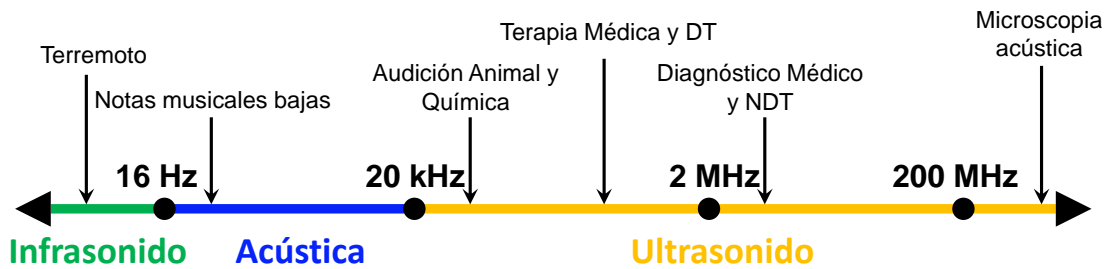 Terremoto
Notas musicales bajas
Audición Animal y
Química
Terapia Médica y DT
Diagnóstico Médico
y NDT
Microscopia
acústica
16 Hz
20 kHz
2 MHz
200 MHz
Infrasonido
Acústica
Ultrasonido